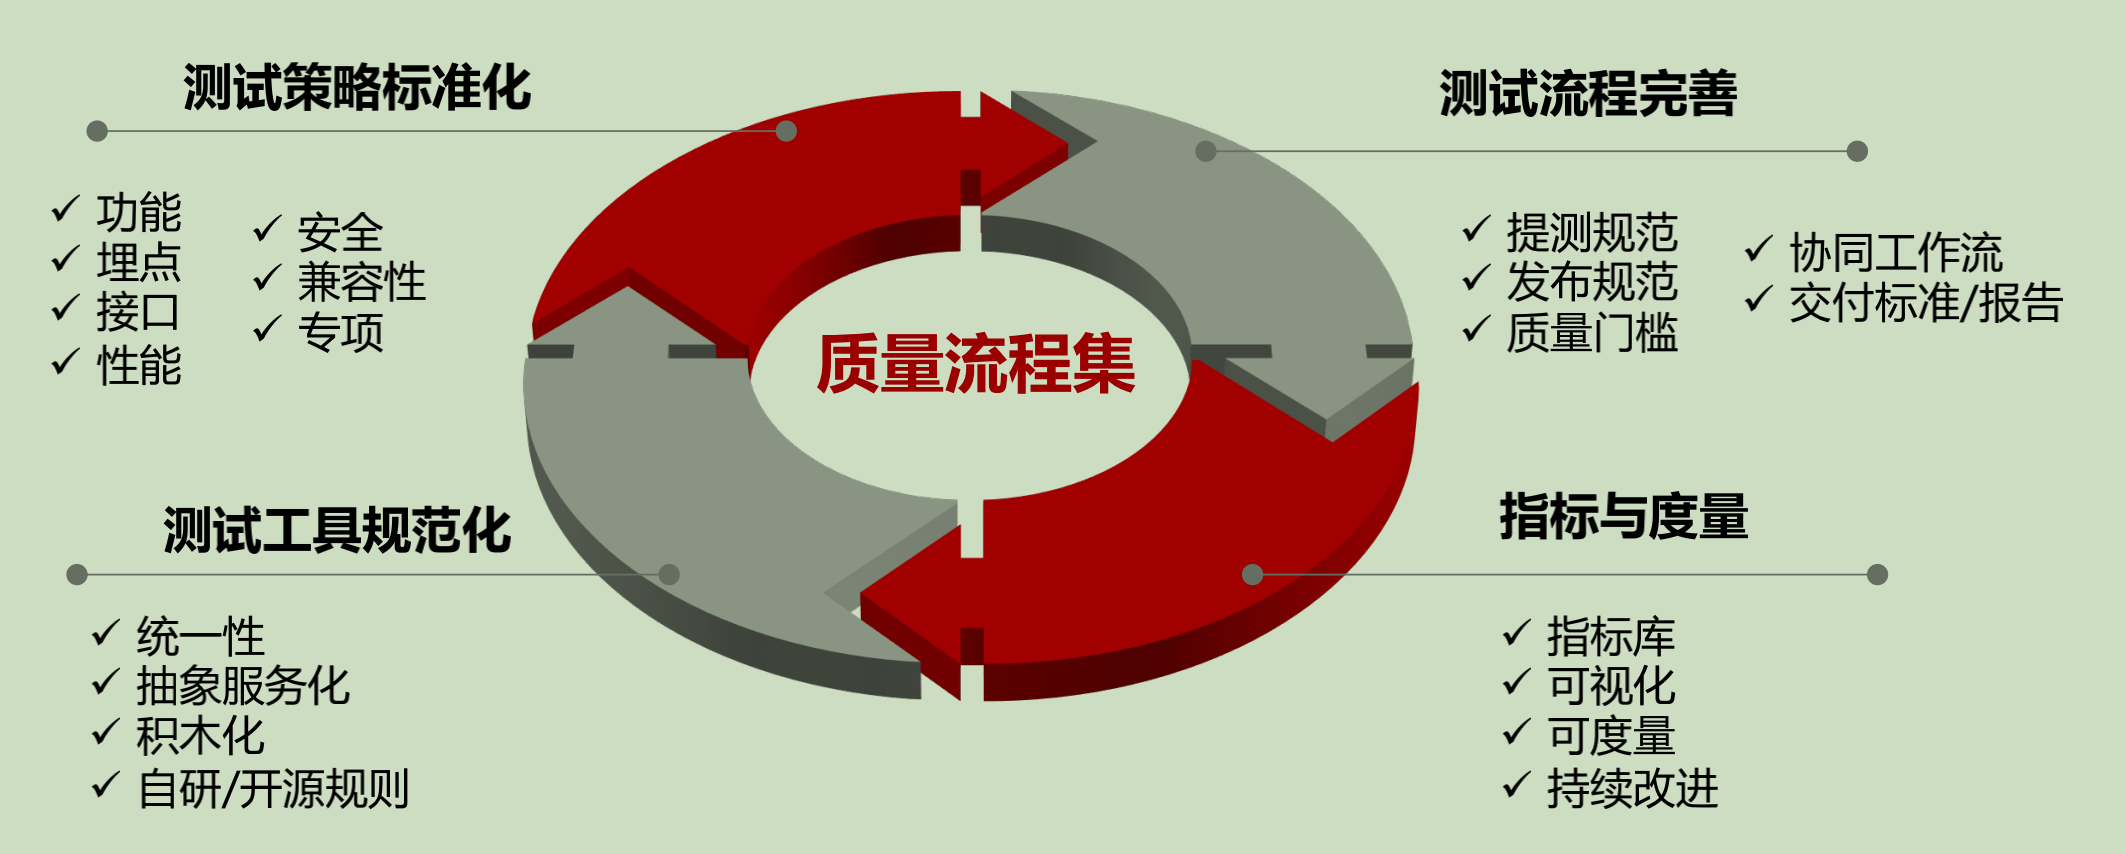 测试策略标准化
功能
埋点
接口
性能
安全
兼容性
专项
测试流程完善
提测规范
发布规范
质量门槛
协同工作流
交付标准/报告
质量流程集
测试工具规范化
统一性
抽象服务化
积木化
自研/开源规则
指标与度量
指标库
可视化
可度量
持续改进